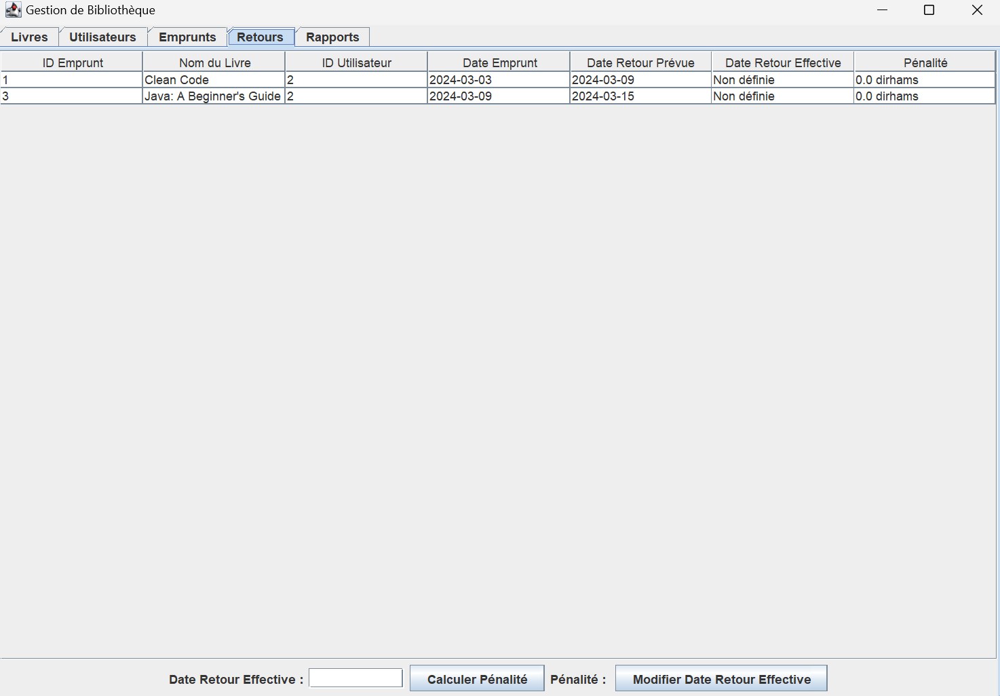 Gestion de Bibliothèque
Livres Utilisateurs Emprunts Retours Rapports
ID Emprunt Nom du Livre ID Utilisateur Date Emprunt Date Retour Prévue Date Retour Effective Pénalité
1 Clean Code 2 2024-03-03 2024-03-09 Non définie 0.0 dirhams
3 Java: A Beginner's Guide 2 2024-03-09 2024-03-15 Non définie 0.0 dirhams
Date Retour Effective : Calculer Pénalité Pénalité : Modifier Date Retour Effective